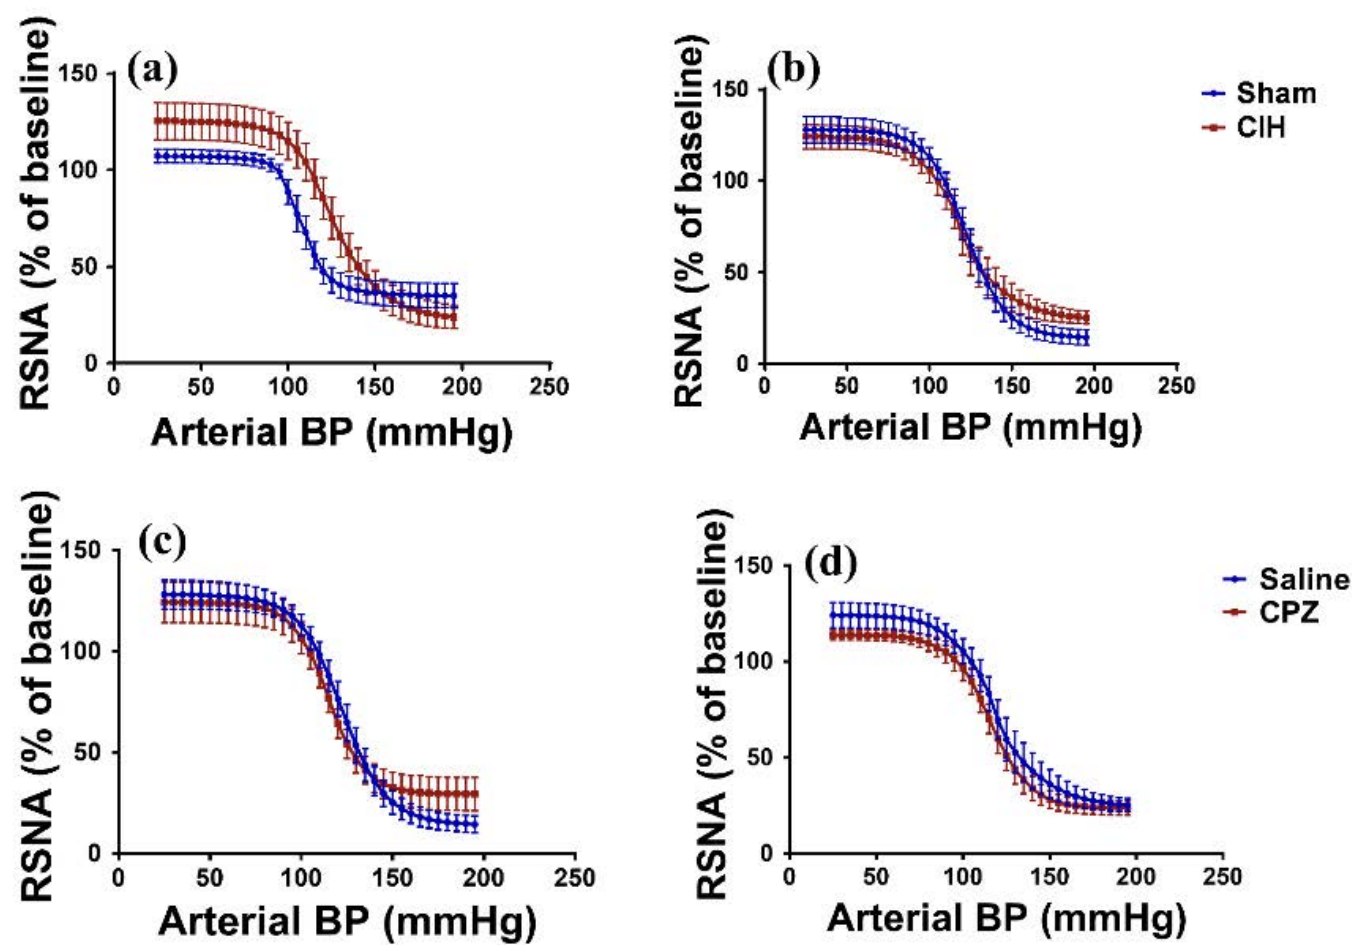 (a)
RSNA (% of baseline)
150
100
50
0
0 50 100 150 200 250
Arterial BP (mmHg)
(b)
RSNA (% of baseline)
150
100
50
0
0 50 100 150 200 250
Arterial BP (mmHg)
Sham
CIH
(c)
RSNA (% of baseline)
150
100
50
0
0 50 100 150 200 250
Arterial BP (mmHg)
(d)
RSNA (% of baseline)
150
100
50
0
0 50 100 150 200 250
Arterial BP (mmHg)
Saline
CPZ